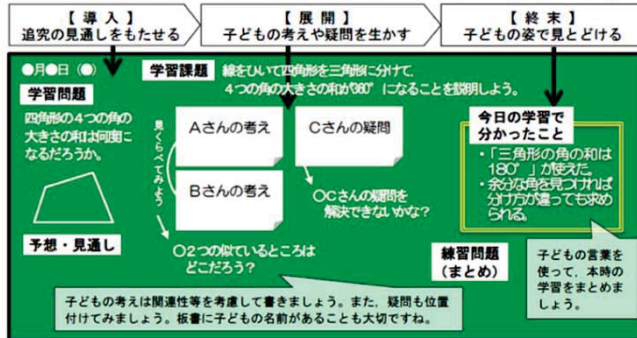 【導入】
追究の見通しをもたせる
【展開】
子どもの考えや疑問を生かす
【終末】
子どもの姿で見とどける
●月●日（●）
学習問題
四角形の４つの角の
大きさの和は何度に
なるだろうか。
予想・見通し
学習課題 線をひいて四角形を三角形に分けて，
４つの角の大きさの和が360°になることを説明しよう。
見くらべてみよう
Ａさんの考え
Ｂさんの考え
○２つの似ているところは
どこだろう？
Ｃさんの疑問
○Ｃさんの疑問を
解決できないかな？
今日の学習で
分かったこと
・「三角形の角の和は
180°」が使えた。
・余分な角を見つければ
分け方が違っても求め
られる。
練習問題
（まとめ）
子どもの言葉を
使って，本時の
学習をまとめま
しょう。
子どもの考えは関連性等を考慮して書きましょう。また，疑問も位置
付けてみましょう。板書に子どもの名前があることも大切ですね。